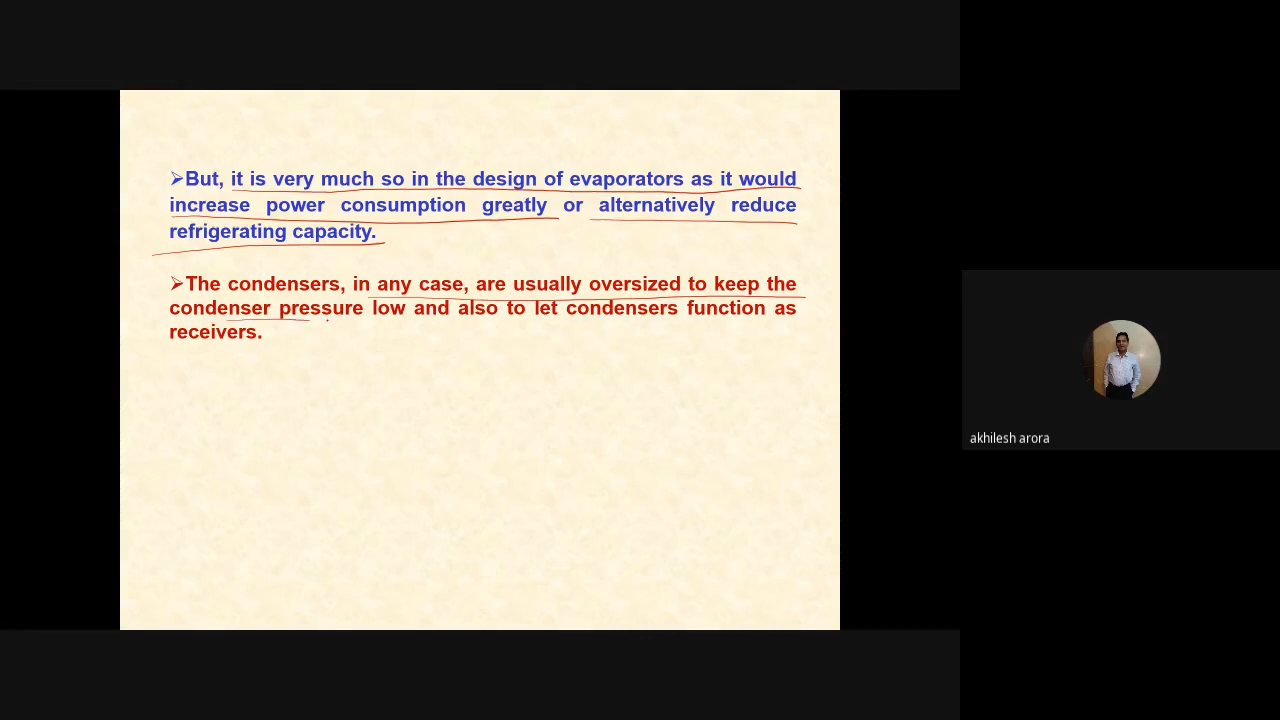 ➢But, it is very much so in the design of evaporators as it would
increase power consumption greatly or alternatively reduce
refrigerating capacity.
➢The condensers, in any case, are usually oversized to keep the
condenser pressure low and also to let condensers function as
receivers.
akhilesh arora